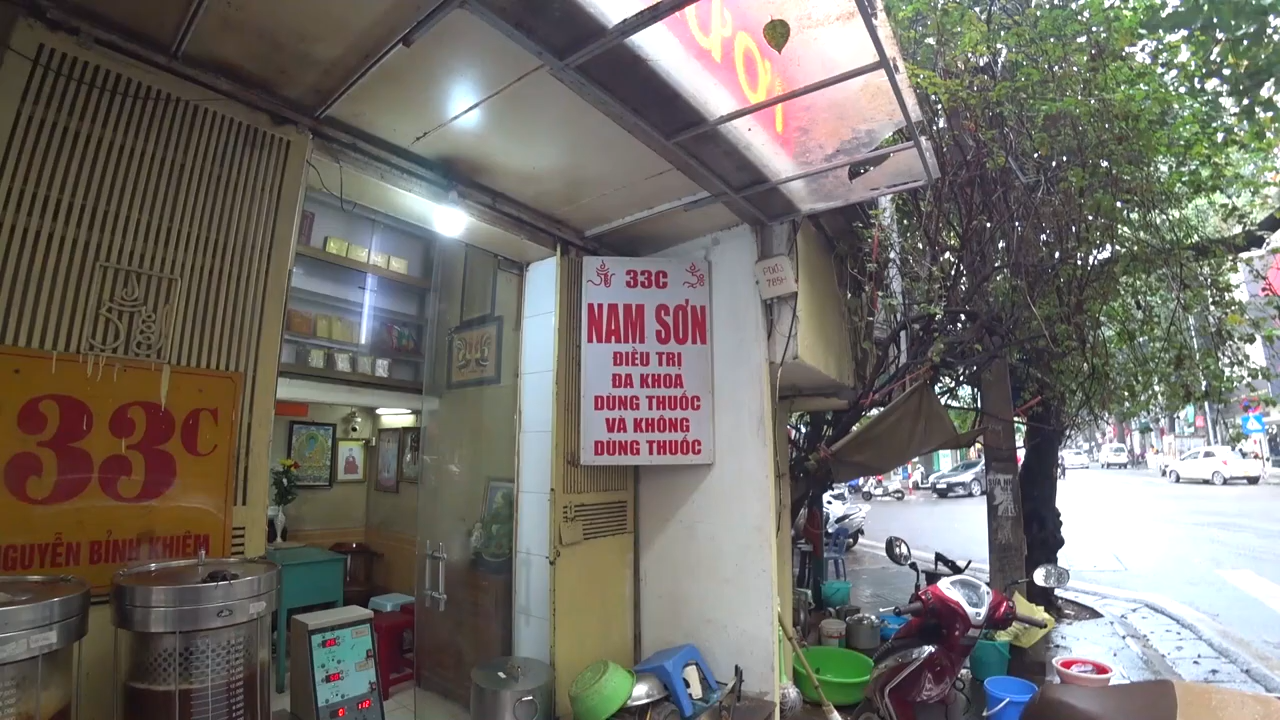 33C
NGUYỄN BỈNH KHIÊM
33C
NAM SƠN
ĐIỀU TRỊ
ĐA KHOA
DÙNG THUỐC
VÀ KHÔNG
DÙNG THUỐC